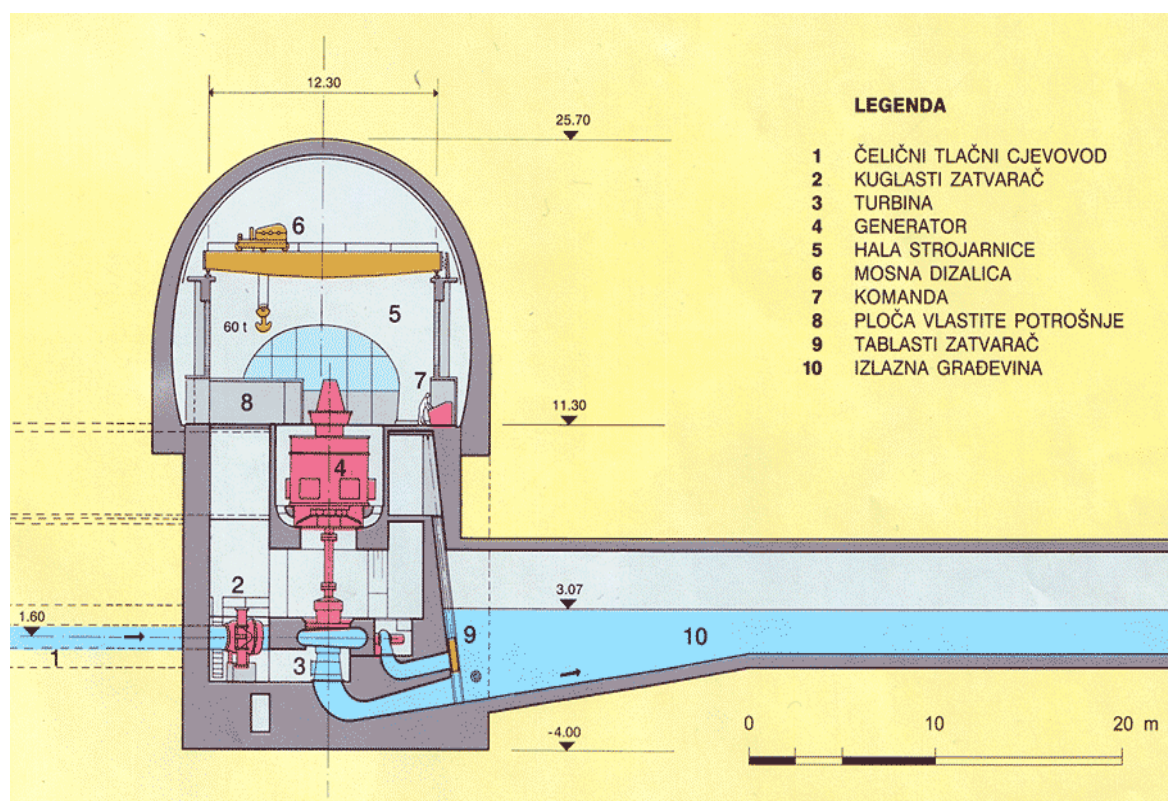 12.30
25.70
LEGENDA
1 ČELIČNI TLAČNI CJEVOVOD
2 KUGLASTI ZATVARAČ
3 TURBINA
4 GENERATOR
5 HALA STROJARNICE
6 MOSNA DIZALICA
7 KOMANDA
8 PLOČA VLASTITE POTROŠNJE
9 TABLASTI ZATVARAČ
10 IZLAZNA GRAĐEVINA
6
5
60 t
7
8
11.30
4
2
3.07
1.60
9
10
1
3
0 10 20 m
-4.00